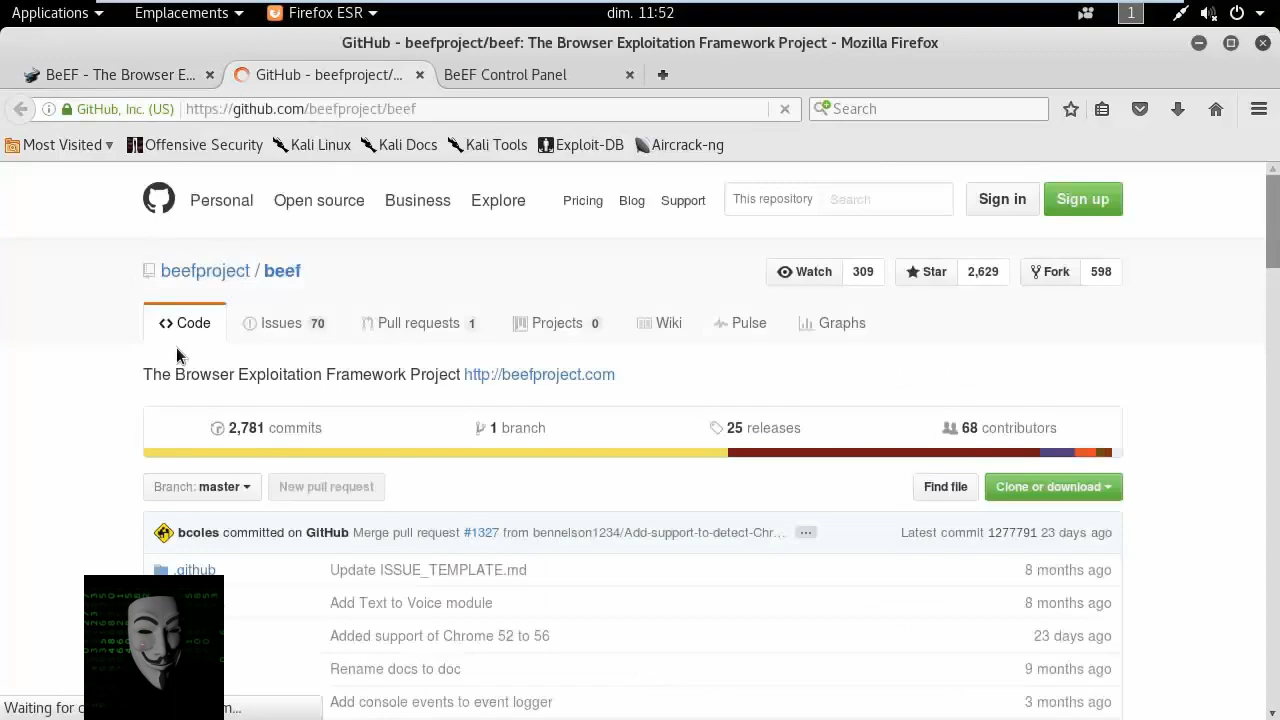 Applications Emplacements Firefox ESR dim. 11:52 1
GitHub - beefproject/beef: The Browser Exploitation Framework Project - Mozilla Firefox
BeEF - The Browser E... GitHub - beefproject/... BeEF Control Panel
GitHub, Inc. (US) https://github.com/beefproject/beef Search
Most Visited Offensive Security Kali Linux Kali Docs Kali Tools Exploit-DB Aircrack-ng
Personal Open source Business Explore Pricing Blog Support This repository Search Sign in Sign up
beefproject / beef Watch 309 Star 2,629 Fork 598
Code Issues 70 Pull requests 1 Projects 0 Wiki Pulse Graphs
The Browser Exploitation Framework Project http://beefproject.com
2,781 commits 1 branch 25 releases 68 contributors
Branch: master New pull request Find file Clone or download
bcoles committed on GitHub Merge pull request #1327 from bennelson1234/Add-support-to-detect-Chr... ... Latest commit 1277791 23 days ago
.github Update ISSUE_TEMPLATE.md 8 months ago
Add Text to Voice module 8 months ago
Added support of Chrome 52 to 56 23 days ago
Rename docs to doc 9 months ago
Add console events to event logger 3 months ago
Waiting for